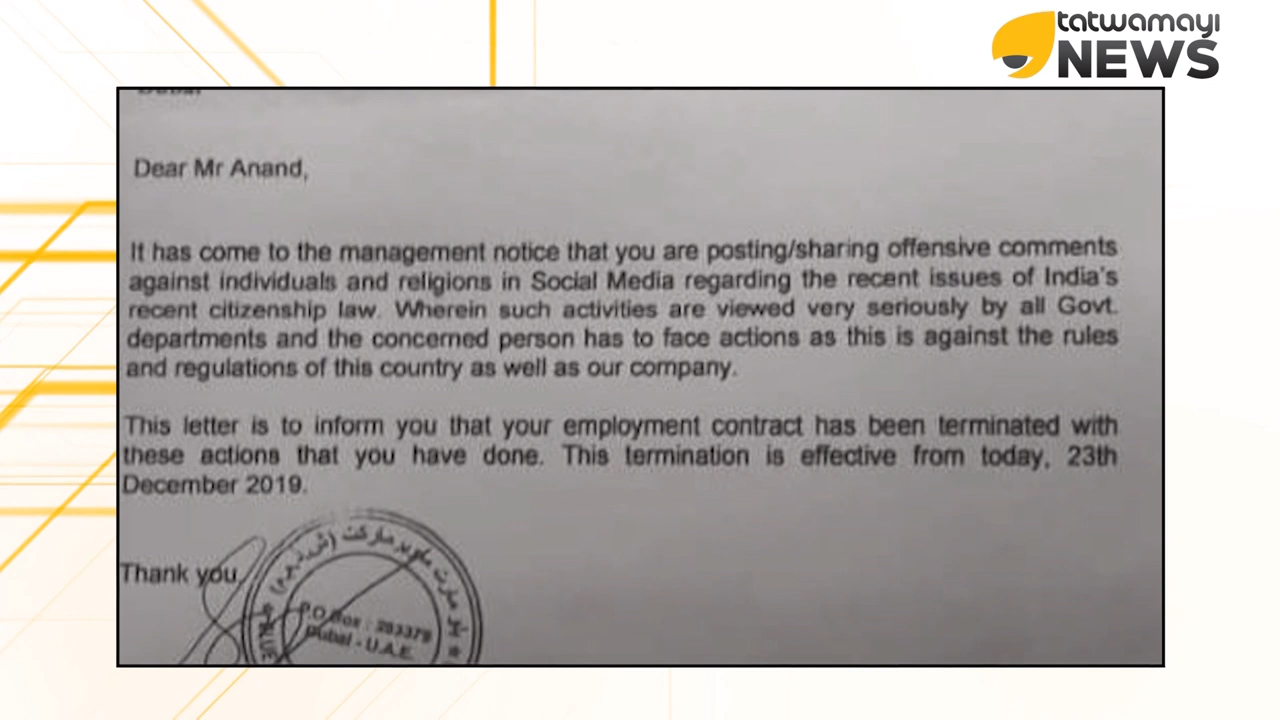 tatwamayi
NEWS
Dubai
Dear Mr Anand,
It has come to the management notice that you are posting/sharing offensive comments
against individuals and religions in Social Media regarding the recent issues of India's
recent citizenship law. Wherein such activities are viewed very seriously by all Govt.
departments and the concerned person has to face actions as this is against the rules
and regulations of this country as well as our company.
This letter is to inform you that your employment contract has been terminated with
these actions that you have done. This termination is effective from today, 23th
December 2019.
Thank you,
سوبرماركت (ش.ذ.م.م)
P.O Box : 283379
Dubai - U.A.E.
BLUE